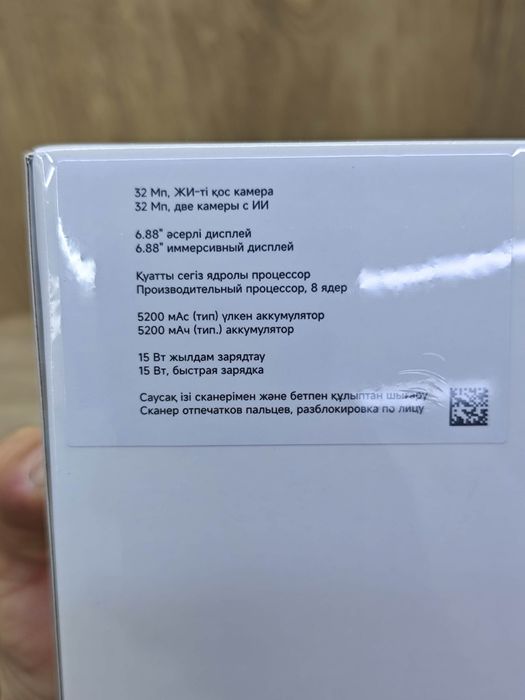 32 Мп, ЖИ-ті қос камера
32 Мп, две камеры с ИИ
6.88" әсерлі дисплей
6.88" иммерсивный дисплей
Қуатты сегіз ядролы процессор
Производительный процессор, 8 ядер
5200 мАс (тип) үлкен аккумулятор
5200 мАч (тип.) аккумулятор
15 Вт жылдам зарядтау
15 Вт, быстрая зарядка
Саусақ ізі сканерімен және бетпен құлыптан шығару
Сканер отпечатков пальцев, разблокировка по лицу